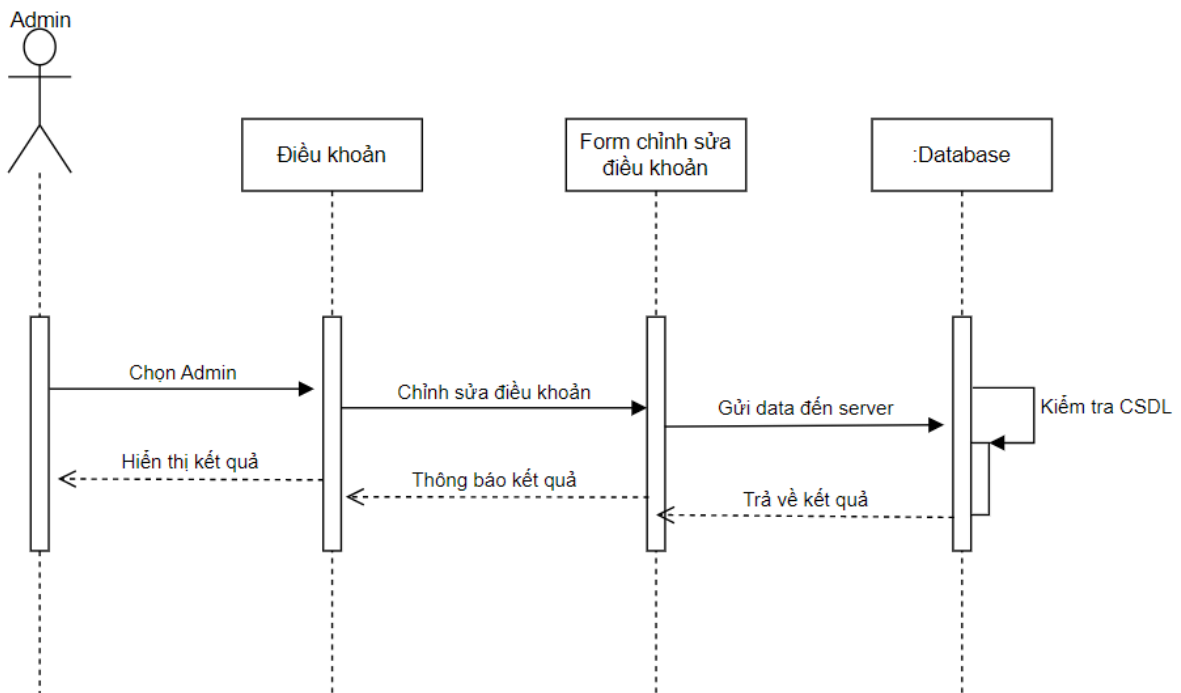 Admin
Điều khoản
Form chỉnh sửa
điều khoản
:Database
Chọn Admin
Chỉnh sửa điều khoản
Gửi data đến server
Kiểm tra CSDL
Hiển thị kết quả
Thông báo kết quả
Trả về kết quả